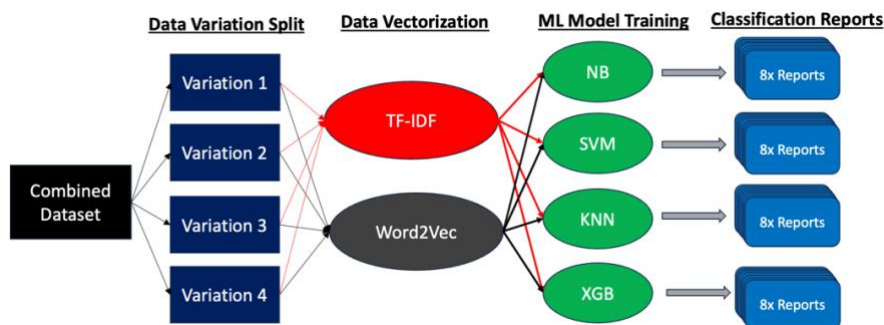 Data Variation Split
Data Vectorization
ML Model Training
Classification Reports
Combined
Dataset
Variation 1
Variation 2
Variation 3
Variation 4
TF-IDF
Word2Vec
NB
SVM
KNN
XGB
8x Reports
8x Reports
8x Reports
8x Reports